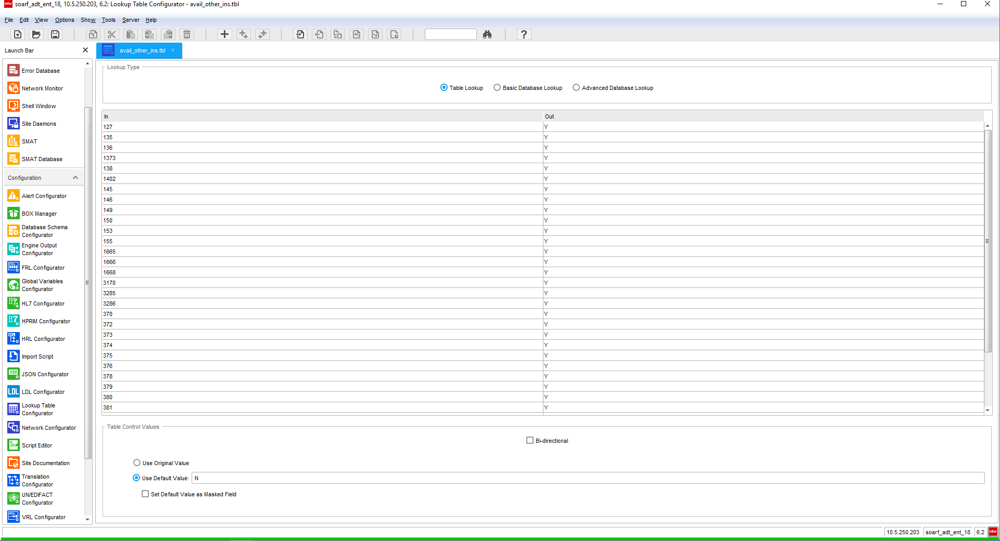 infor soarf_adt_ent_18, 10.5.250.203, 6.2: Lookup Table Configurator - avail_other_ins.tbl
File Edit View Options Show Tools Server Help
Launch Bar
avail_other_ins.tbl
Error Database
Network Monitor
Shell Window
Site Daemons
SMAT
SMAT Database
Configuration
Alert Configurator
BOX Manager
Database Schema
Configurator
Engine Output
Configurator
FRL Configurator
Global Variables
Configurator
HL7 Configurator
HPRIM Configurator
HRL Configurator
Import Script
JSON Configurator
LDL Configurator
Lookup Table
Configurator
Network Configurator
Script Editor
Site Documentation
Translation
Configurator
UN/EDIFACT
Configurator
VRL Configurator
Lookup Type
Table Lookup Basic Database Lookup Advanced Database Lookup
In Out
127 Y
135 Y
136 Y
1373 Y
138 Y
1402 Y
145 Y
146 Y
149 Y
150 Y
153 Y
155 Y
1665 Y
1666 Y
1668 Y
3170 Y
3285 Y
3286 Y
370 Y
372 Y
373 Y
374 Y
375 Y
376 Y
378 Y
379 Y
380 Y
381 Y
Table Control Values
Bi-directional
Use Original Value
Use Default Value: N
Set Default Value as Masked Field
10.5.250.203 soarf_adt_ent_18 6.2 infor